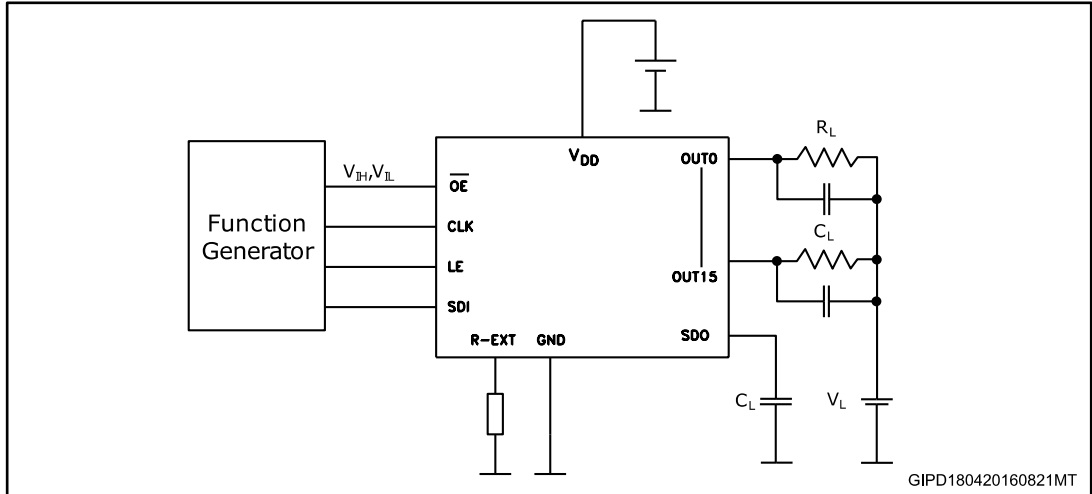 V_DD
R_L
OUT0
V_IH,V_IL
OE
CLK
C_L
Function
Generator
LE
OUT15
SDI
R-EXT GND
SDO
C_L
V_L
GIPD180420160821MT